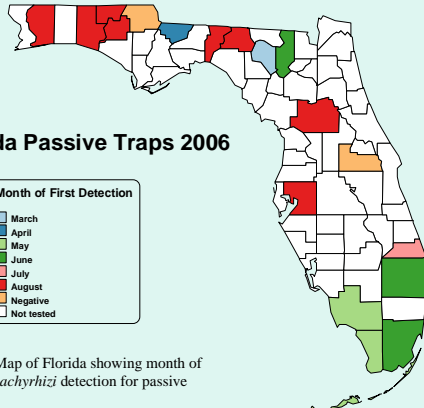 da Passive Traps 2006
Month of First Detection
March
April
May
June
July
August
Negative
Not tested
Map of Florida showing month of
achyrhizi detection for passive